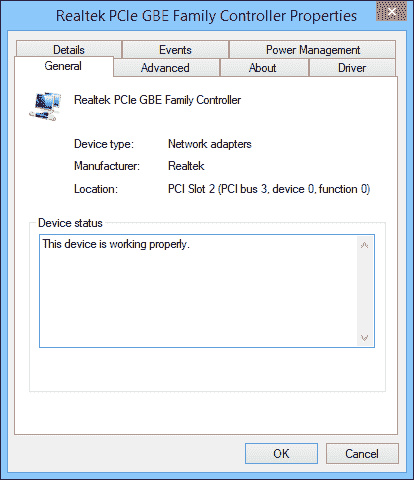 Realtek PCIe GBE Family Controller Properties
Details Events Power Management
General Advanced About Driver
Realtek PCIe GBE Family Controller
Device type: Network adapters
Manufacturer: Realtek
Location: PCI Slot 2 (PCI bus 3, device 0, function 0)
Device status
This device is working properly.
OK Cancel